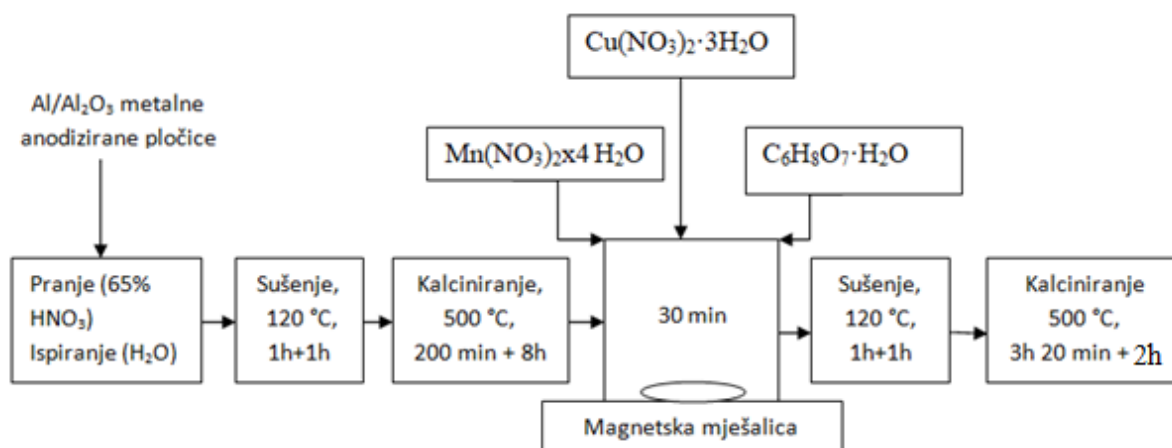 Cu(NO₃)₂·3H₂O
Al/Al₂O₃ metalne
anodizirane pločice
Mn(NO₃)₂x4 H₂O
C₆H₈O₇·H₂O
Pranje (65%
HNO₃)
Ispiranje (H₂O)
Sušenje,
120 °C,
1h+1h
Kalciniranje,
500 °C,
200 min + 8h
30 min
Magnetska mješalica
Sušenje,
120 °C,
1h+1h
Kalciniranje
500 °C,
3h 20 min + 2h